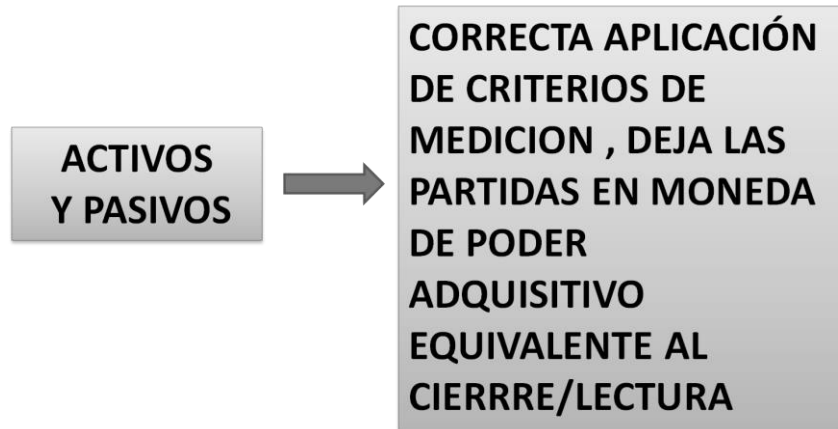 ACTIVOS
Y PASIVOS
CORRECTA APLICACIÓN
DE CRITERIOS DE
MEDICION , DEJA LAS
PARTIDAS EN MONEDA
DE PODER
ADQUISITIVO
EQUIVALENTE AL
CIERRRE/LECTURA